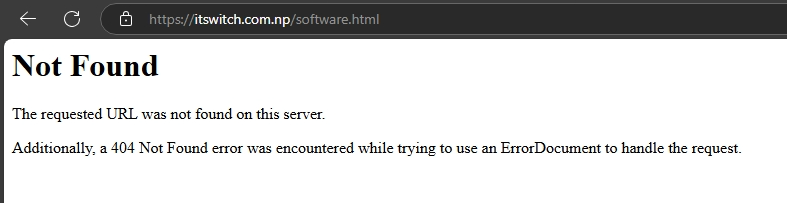 https://itswitch.com.np/software.html
Not Found
The requested URL was not found on this server.
Additionally, a 404 Not Found error was encountered while trying to use an ErrorDocument to handle the request.